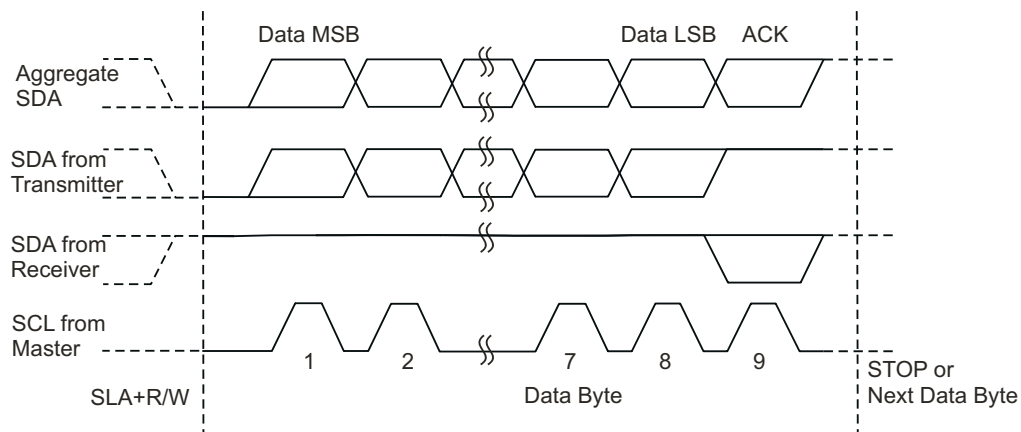 Data MSB
Data LSB
ACK
Aggregate
SDA
SDA from
Transmitter
SDA from
Receiver
SCL from
Master
1
2
7
8
9
SLA+R/W
Data Byte
STOP or
Next Data Byte